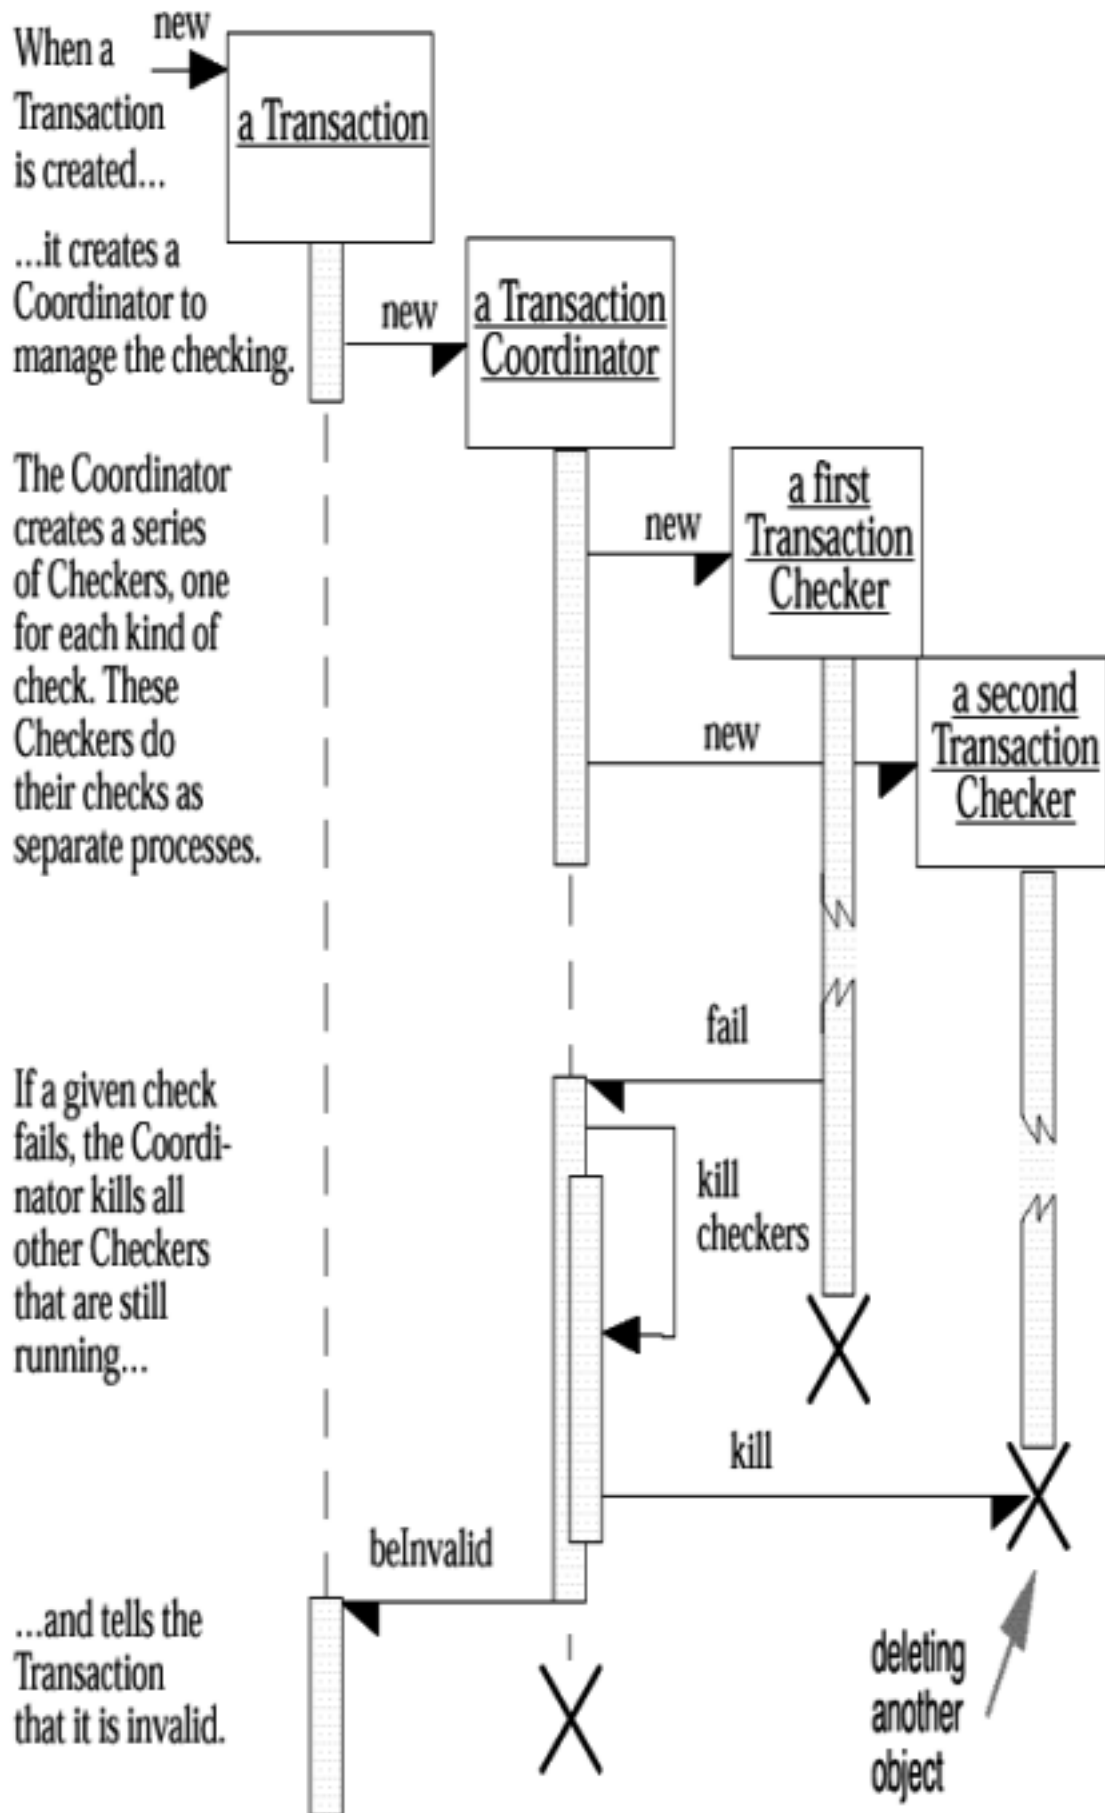 new
When a
Transaction
is created...
a Transaction
...it creates a
Coordinator to
manage the checking.
new
a Transaction
Coordinator
The Coordinator
creates a series
of Checkers, one
for each kind of
check. These
Checkers do
their checks as
separate processes.
new
a first
Transaction
Checker
new
a second
Transaction
Checker
fail
If a given check
fails, the Coordi-
nator kills all
other Checkers
that are still
running...
kill
checkers
kill
beInvalid
...and tells the
Transaction
that it is invalid.
deleting
another
object